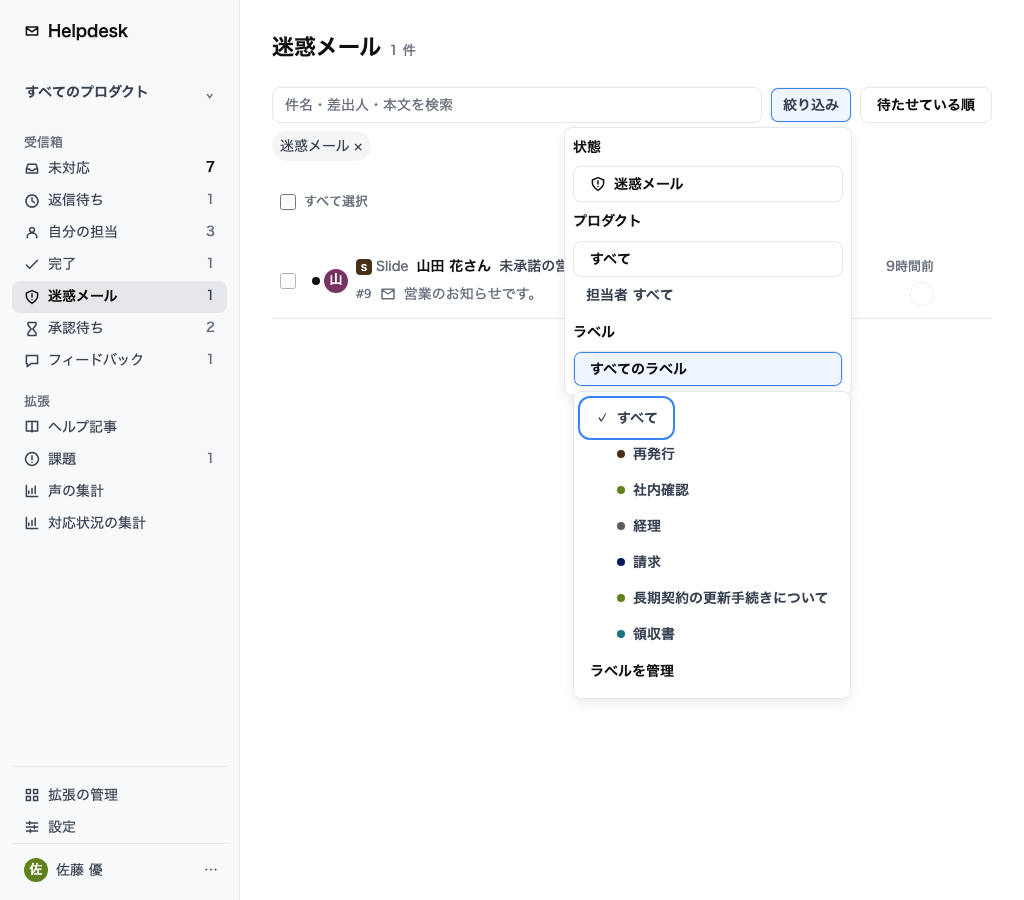 Helpdesk
すべてのプロダクト
受信箱
未対応 7
返信待ち 1
自分の担当 3
完了 1
迷惑メール 1
承認待ち 2
フィードバック 1
拡張
ヘルプ記事
課題 1
声の集計
対応状況の集計
拡張の管理
設定
佐 佐藤 優 …
迷惑メール 1 件
件名・差出人・本文を検索
絞り込み
待たせている順
迷惑メール ×
すべて選択
山 S Slide 山田 花さん 未承諾の営
#9 営業のお知らせです。
9時間前
状態
迷惑メール
プロダクト
すべて
担当者 すべて
ラベル
すべてのラベル
✓ すべて
再発行
社内確認
経理
請求
長期契約の更新手続きについて
領収書
ラベルを管理